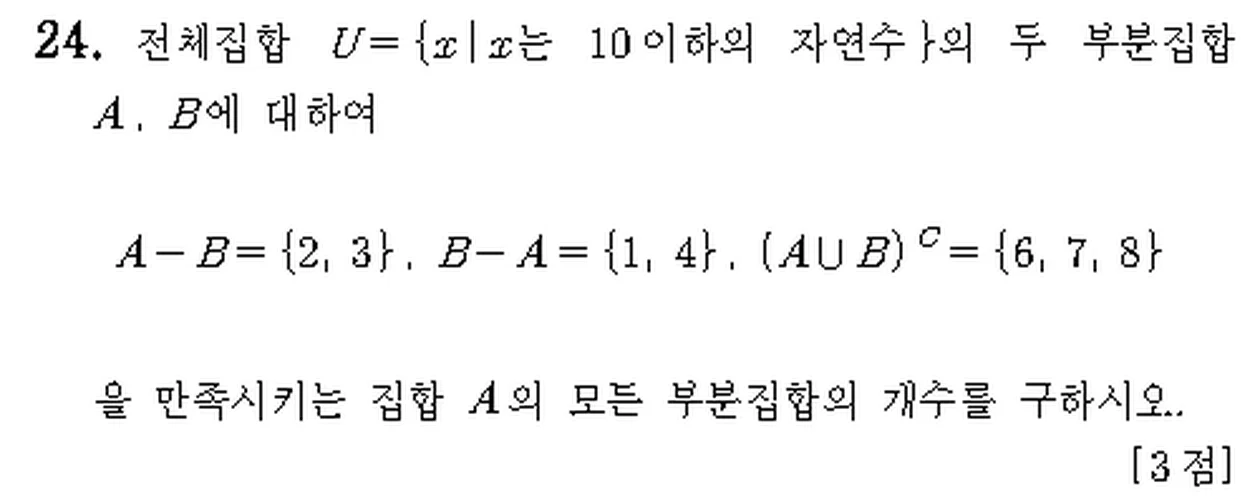 24. 전체집합 U={x|x는 10이하의 자연수}의 두 부분집합
A, B에 대하여
A-B={2, 3}, B-A={1, 4}, (A∪B)^C={6, 7, 8}
을 만족시키는 집합 A의 모든 부분집합의 개수를 구하시오..
[3점]